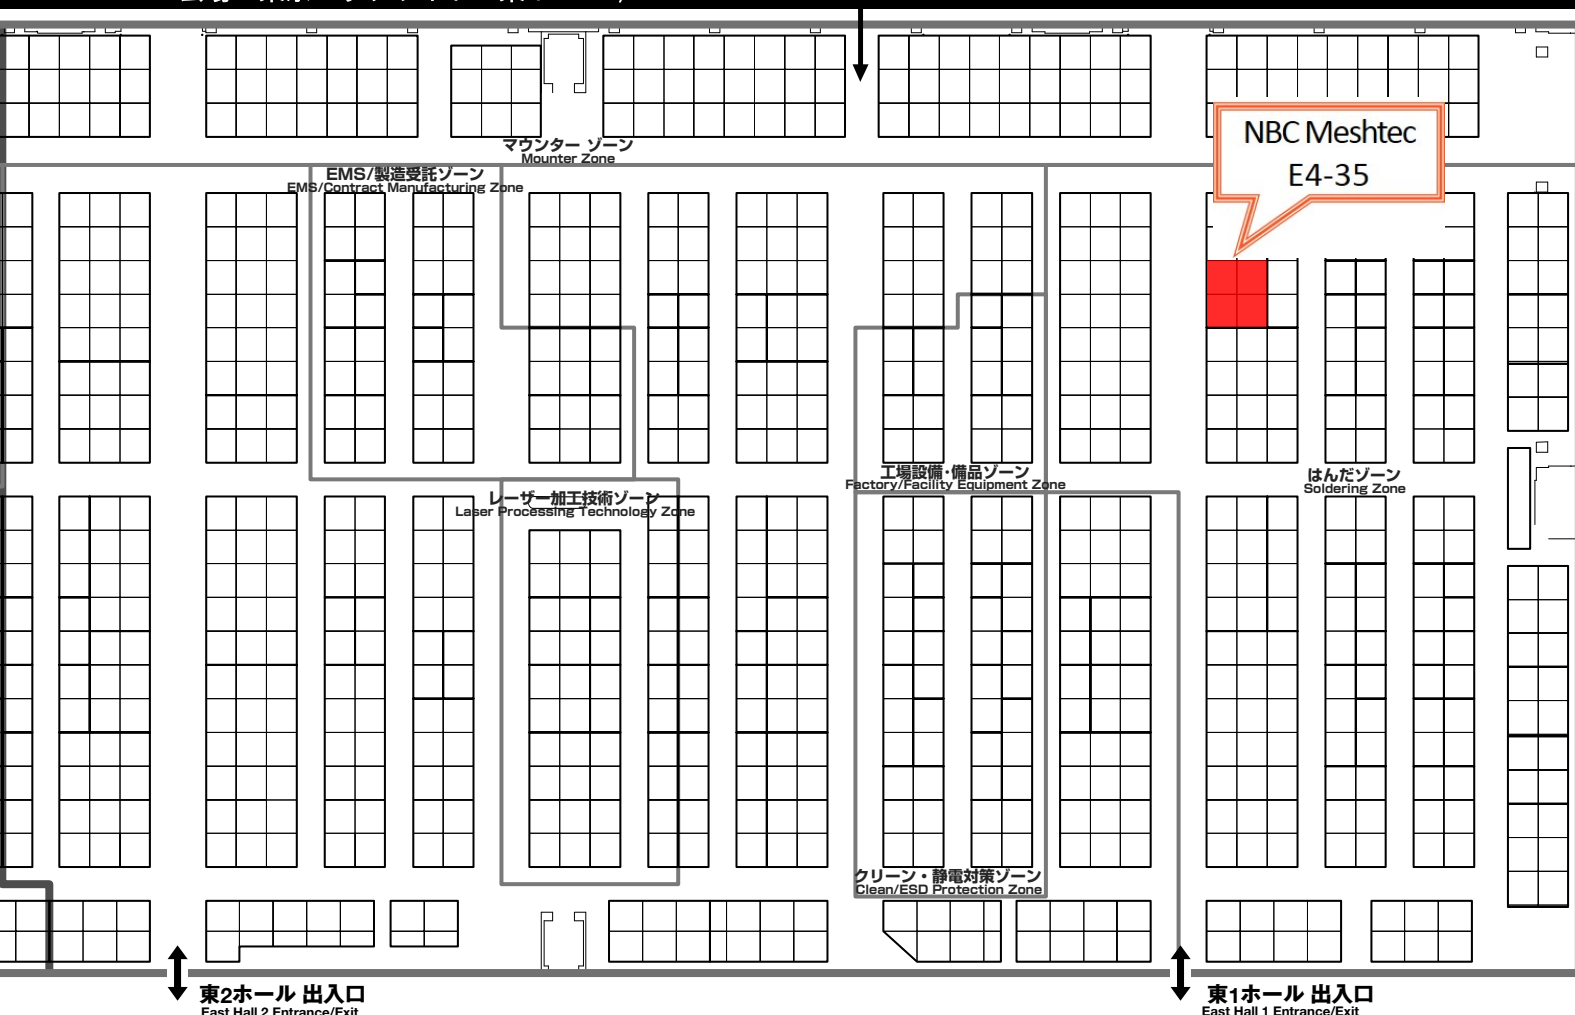 マウンター ゾーン
Mounter Zone
EMS/製造受託ゾーン
EMS/Contract Manufacturing Zone
NBC Meshtec
E4-35
工場設備・備品ゾーン
Factory/Facility Equipment Zone
はんだゾーン
Soldering Zone
レーザー加工技術ゾーン
Laser Processing Technology Zone
クリーン・静電対策ゾーン
Clean/ESD Protection Zone
東2ホール 出入口
East Hall 2 Entrance/Exit
東1ホール 出入口
East Hall 1 Entrance/Exit